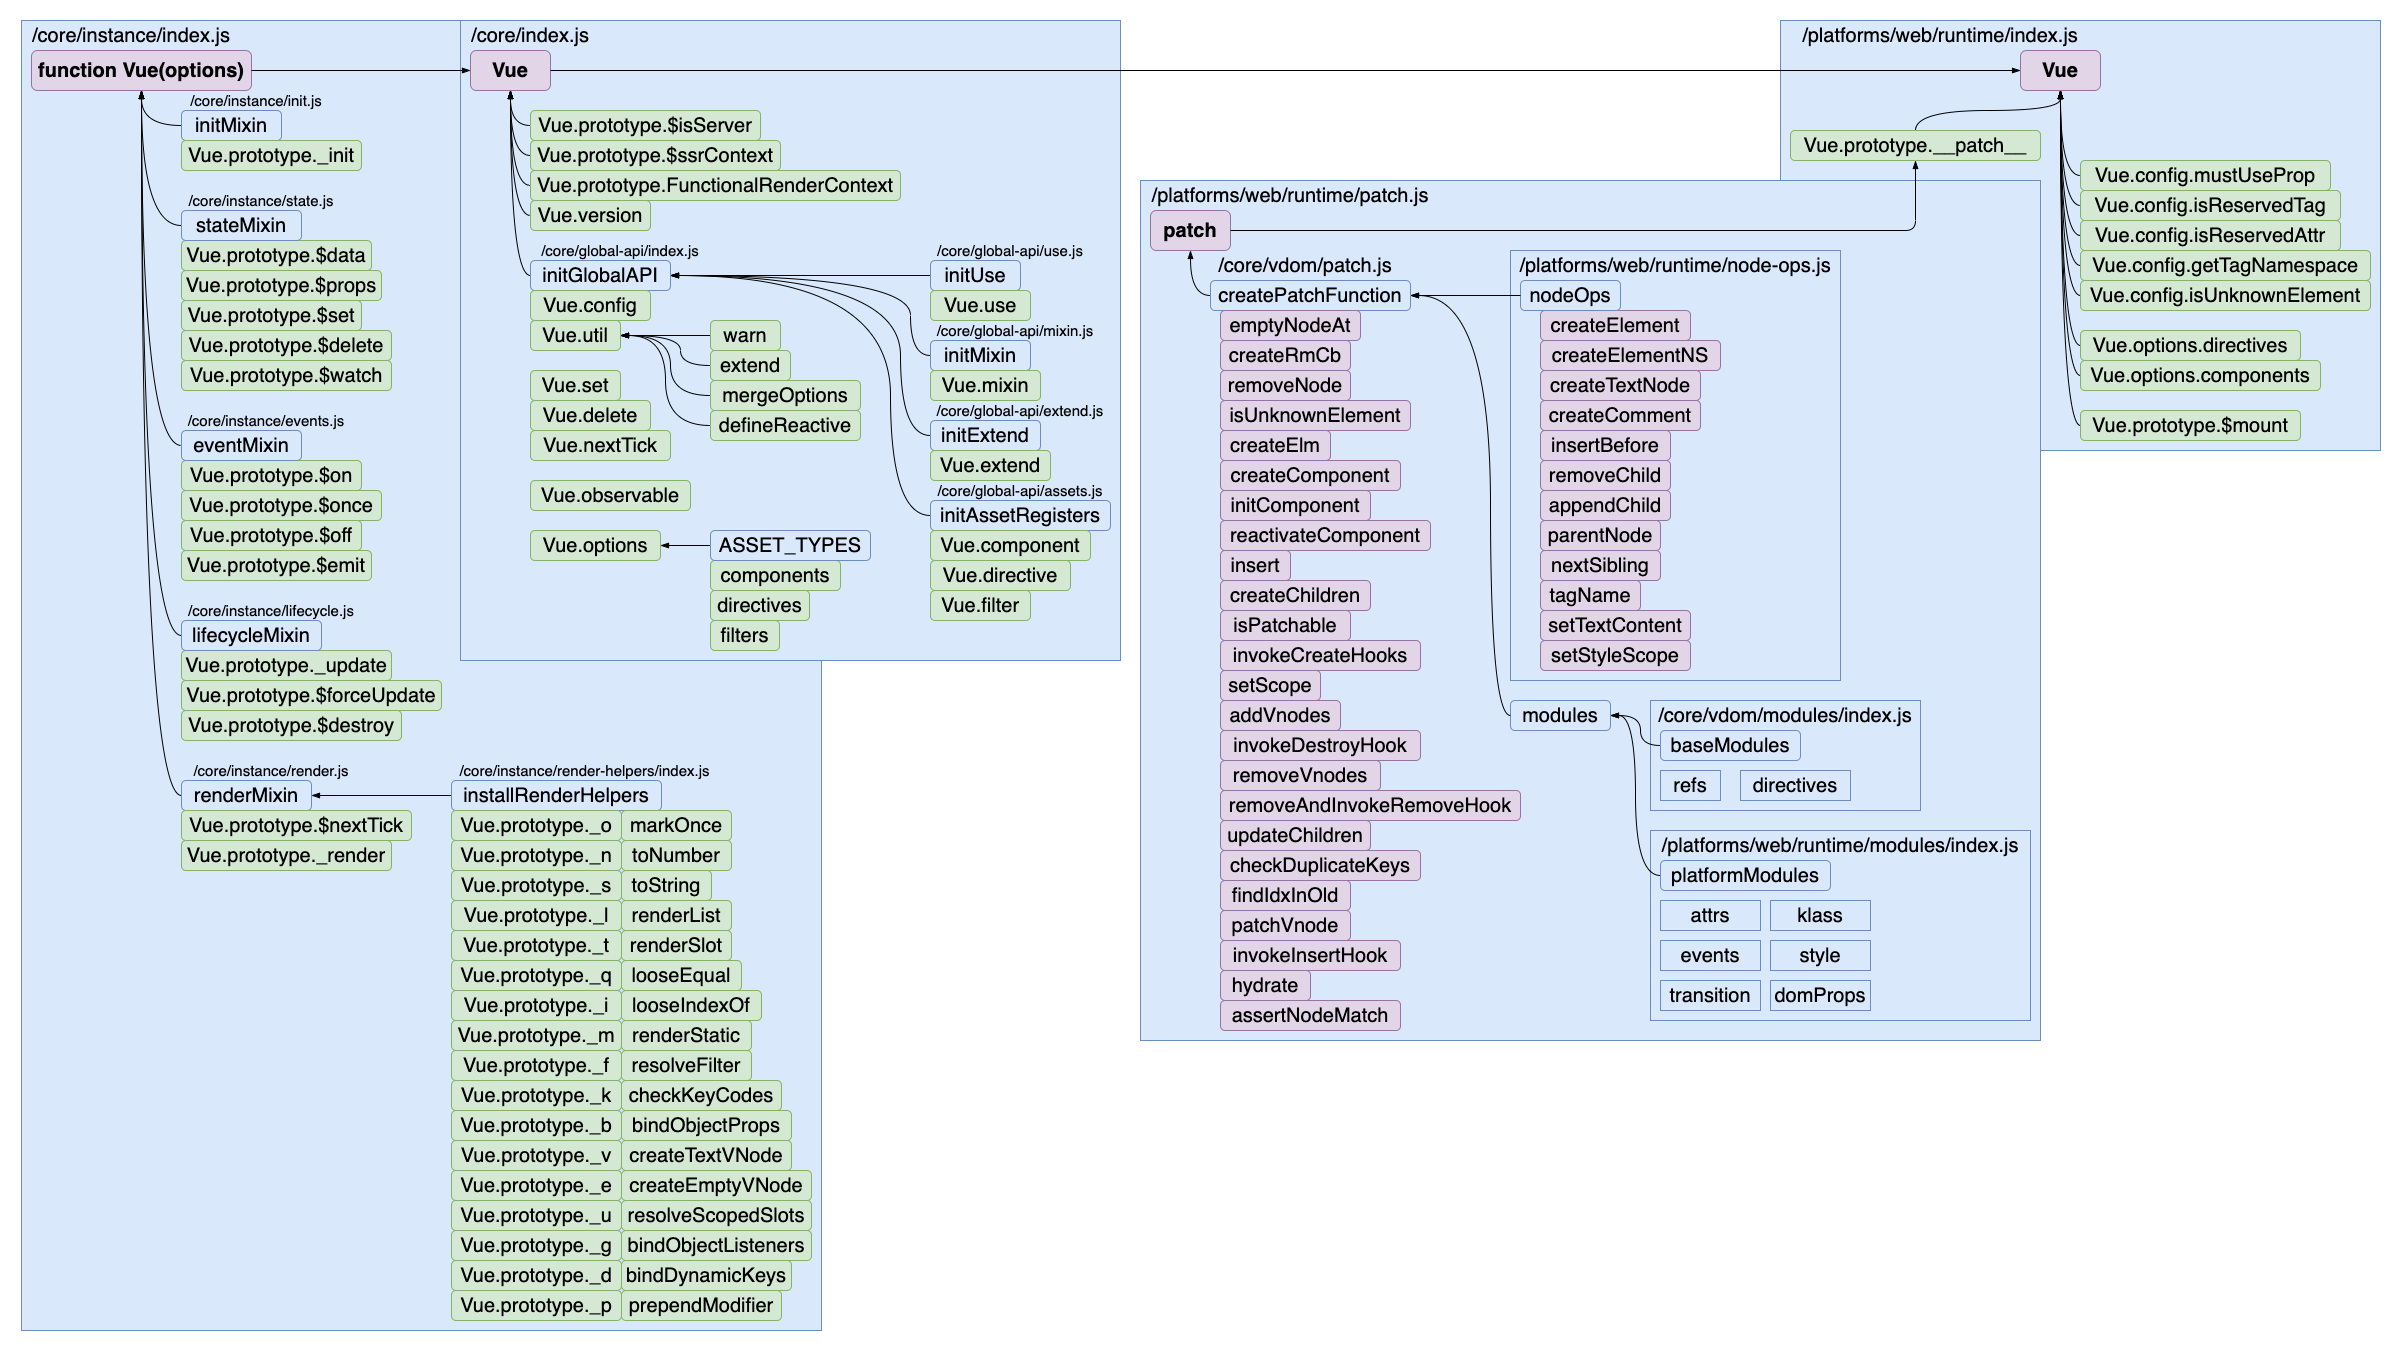 /core/instance/index.js
function Vue(options)
/core/instance/init.js
initMixin
Vue.prototype._init
/core/instance/state.js
stateMixin
Vue.prototype.$data
Vue.prototype.$props
Vue.prototype.$set
Vue.prototype.$delete
Vue.prototype.$watch
/core/instance/events.js
eventMixin
Vue.prototype.$on
Vue.prototype.$once
Vue.prototype.$off
Vue.prototype.$emit
/core/instance/lifecycle.js
lifecycleMixin
Vue.prototype._update
Vue.prototype.$forceUpdate
Vue.prototype.$destroy
/core/instance/render.js
renderMixin
Vue.prototype.$nextTick
Vue.prototype._render
/core/instance/render-helpers/index.js
installRenderHelpers
Vue.prototype._o markOnce
Vue.prototype._n toNumber
Vue.prototype._s toString
Vue.prototype._l renderList
Vue.prototype._t renderSlot
Vue.prototype._q looseEqual
Vue.prototype._i looseIndexOf
Vue.prototype._m renderStatic
Vue.prototype._f resolveFilter
Vue.prototype._k checkKeyCodes
Vue.prototype._b bindObjectProps
Vue.prototype._v createTextVNode
Vue.prototype._e createEmptyVNode
Vue.prototype._u resolveScopedSlots
Vue.prototype._g bindObjectListeners
Vue.prototype._d bindDynamicKeys
Vue.prototype._p prependModifier
/core/index.js
Vue
Vue.prototype.$isServer
Vue.prototype.$ssrContext
Vue.prototype.FunctionalRenderContext
Vue.version
/core/global-api/index.js
initGlobalAPI
Vue.config
Vue.util
warn
extend
mergeOptions
defineReactive
Vue.set
Vue.delete
Vue.nextTick
Vue.observable
Vue.options
ASSET_TYPES
components
directives
filters
/core/global-api/use.js
initUse
Vue.use
/core/global-api/mixin.js
initMixin
Vue.mixin
/core/global-api/extend.js
initExtend
Vue.extend
/core/global-api/assets.js
initAssetRegisters
Vue.component
Vue.directive
Vue.filter
/platforms/web/runtime/patch.js
patch
/core/vdom/patch.js
createPatchFunction
emptyNodeAt
createRmCb
removeNode
isUnknownElement
createElm
createComponent
initComponent
reactivateComponent
insert
createChildren
isPatchable
invokeCreateHooks
setScope
addVnodes
invokeDestroyHook
removeVnodes
removeAndInvokeRemoveHook
updateChildren
checkDuplicateKeys
findIdxInOld
patchVnode
invokeInsertHook
hydrate
assertNodeMatch
/platforms/web/runtime/node-ops.js
nodeOps
createElement
createElementNS
createTextNode
createComment
insertBefore
removeChild
appendChild
parentNode
nextSibling
tagName
setTextContent
setStyleScope
modules
/core/vdom/modules/index.js
baseModules
refs directives
/platforms/web/runtime/modules/index.js
platformModules
attrs klass
events style
transition domProps
/platforms/web/runtime/index.js
Vue
Vue.prototype.__patch__
Vue.config.mustUseProp
Vue.config.isReservedTag
Vue.config.isReservedAttr
Vue.config.getTagNamespace
Vue.config.isUnknownElement
Vue.options.directives
Vue.options.components
Vue.prototype.$mount